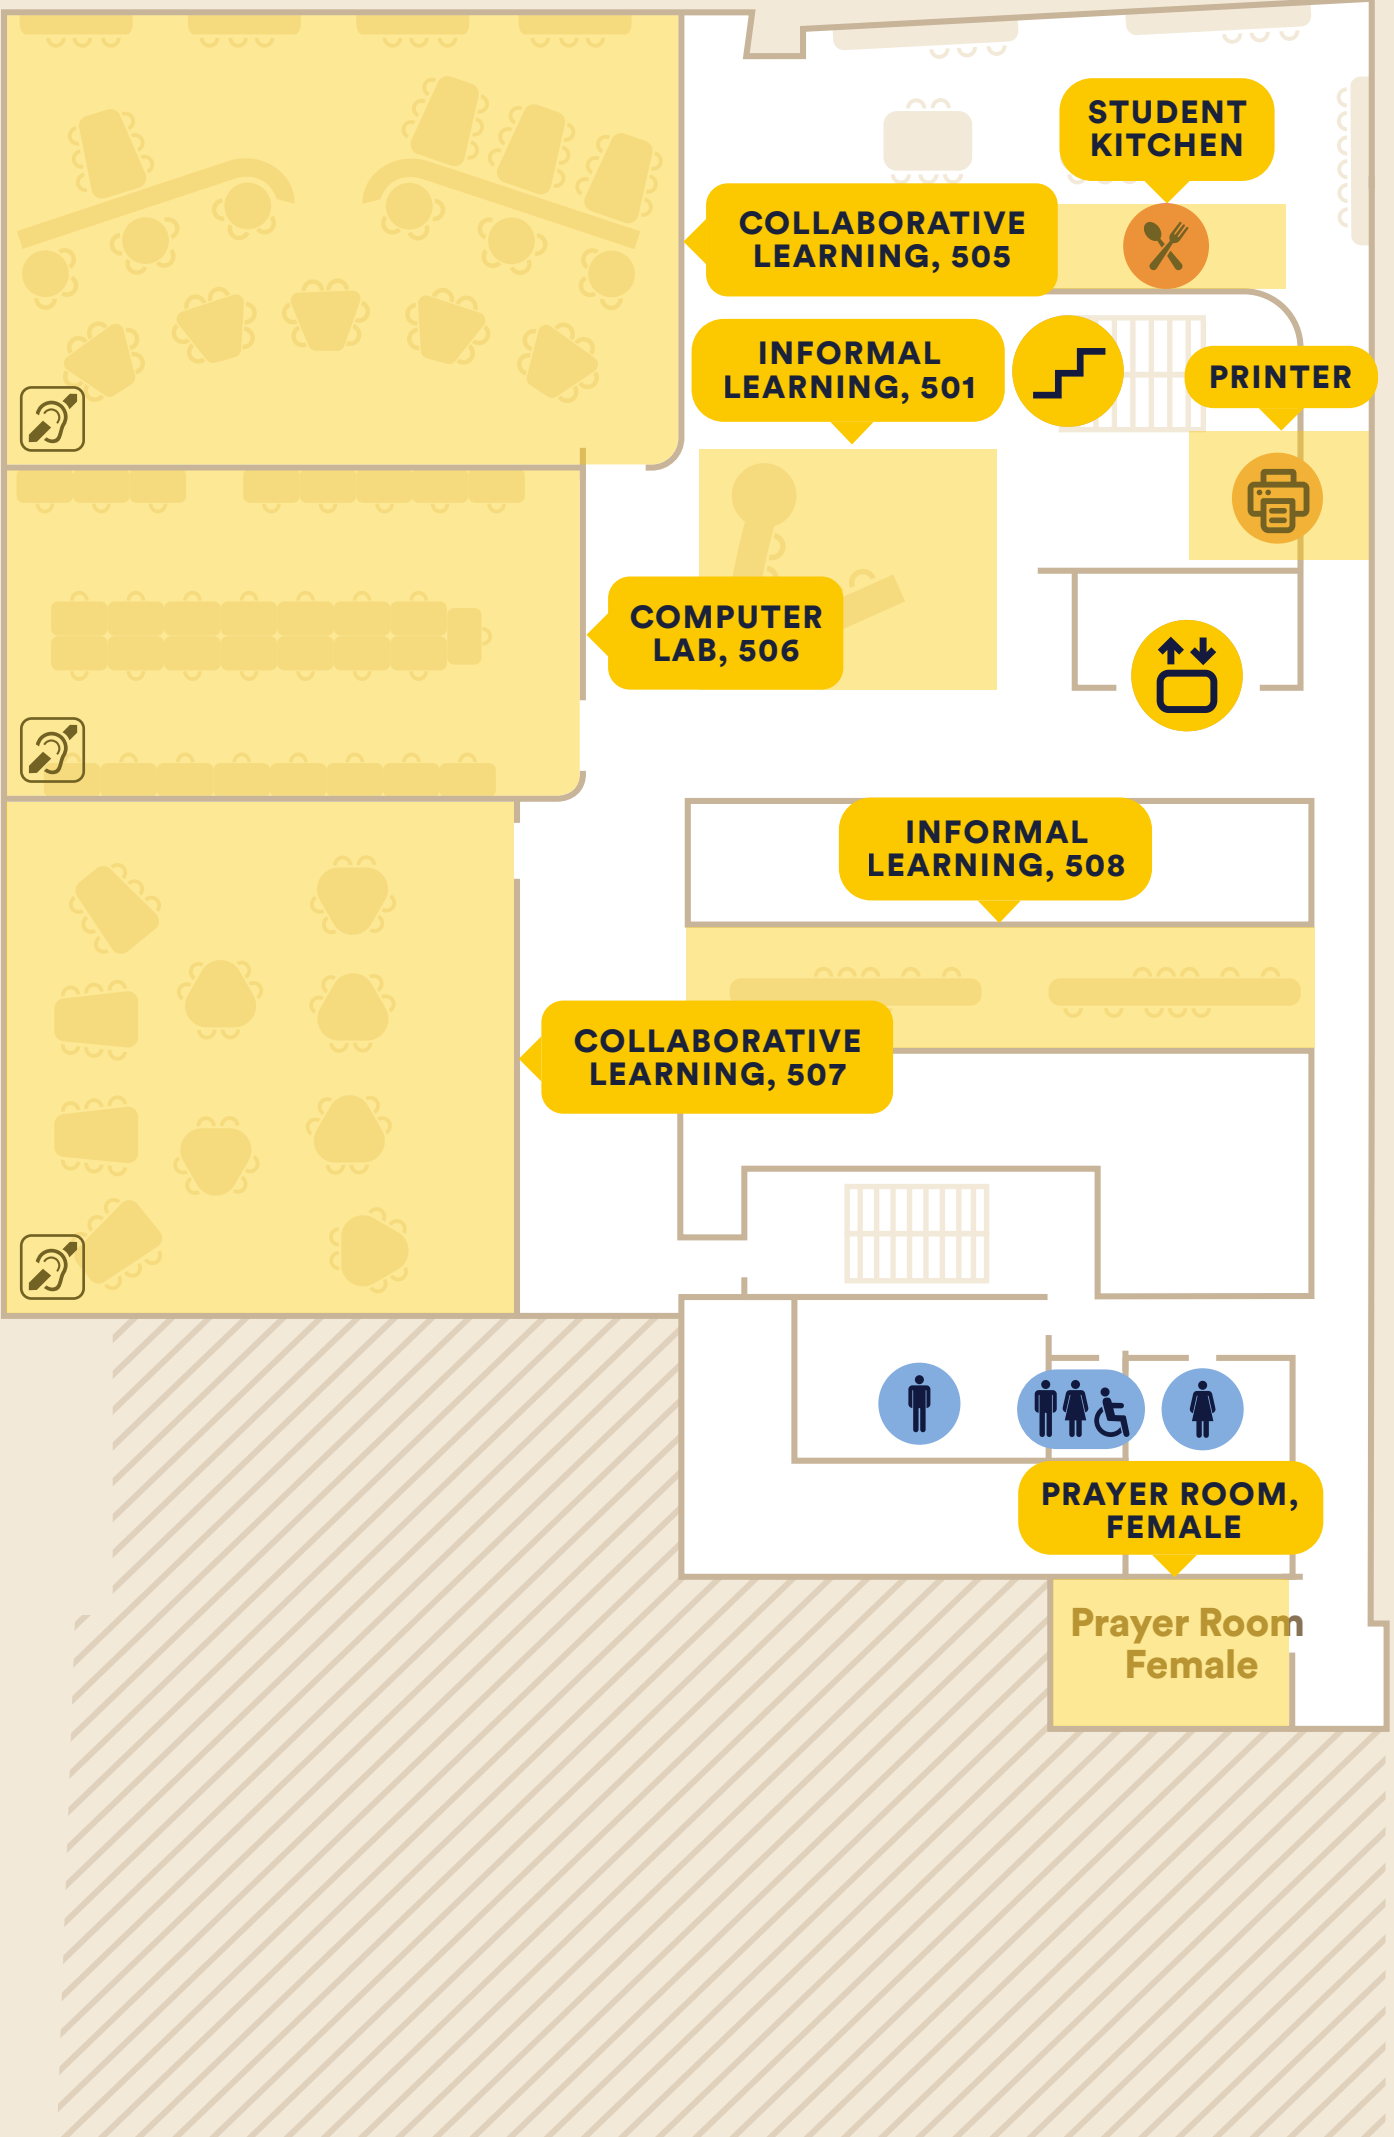 STUDENT
KITCHEN
COLLABORATIVE
LEARNING, 505
INFORMAL
LEARNING, 501
PRINTER
COMPUTER
LAB, 506
INFORMAL
LEARNING, 508
COLLABORATIVE
LEARNING, 507
PRAYER ROOM,
FEMALE
Prayer Room
Female